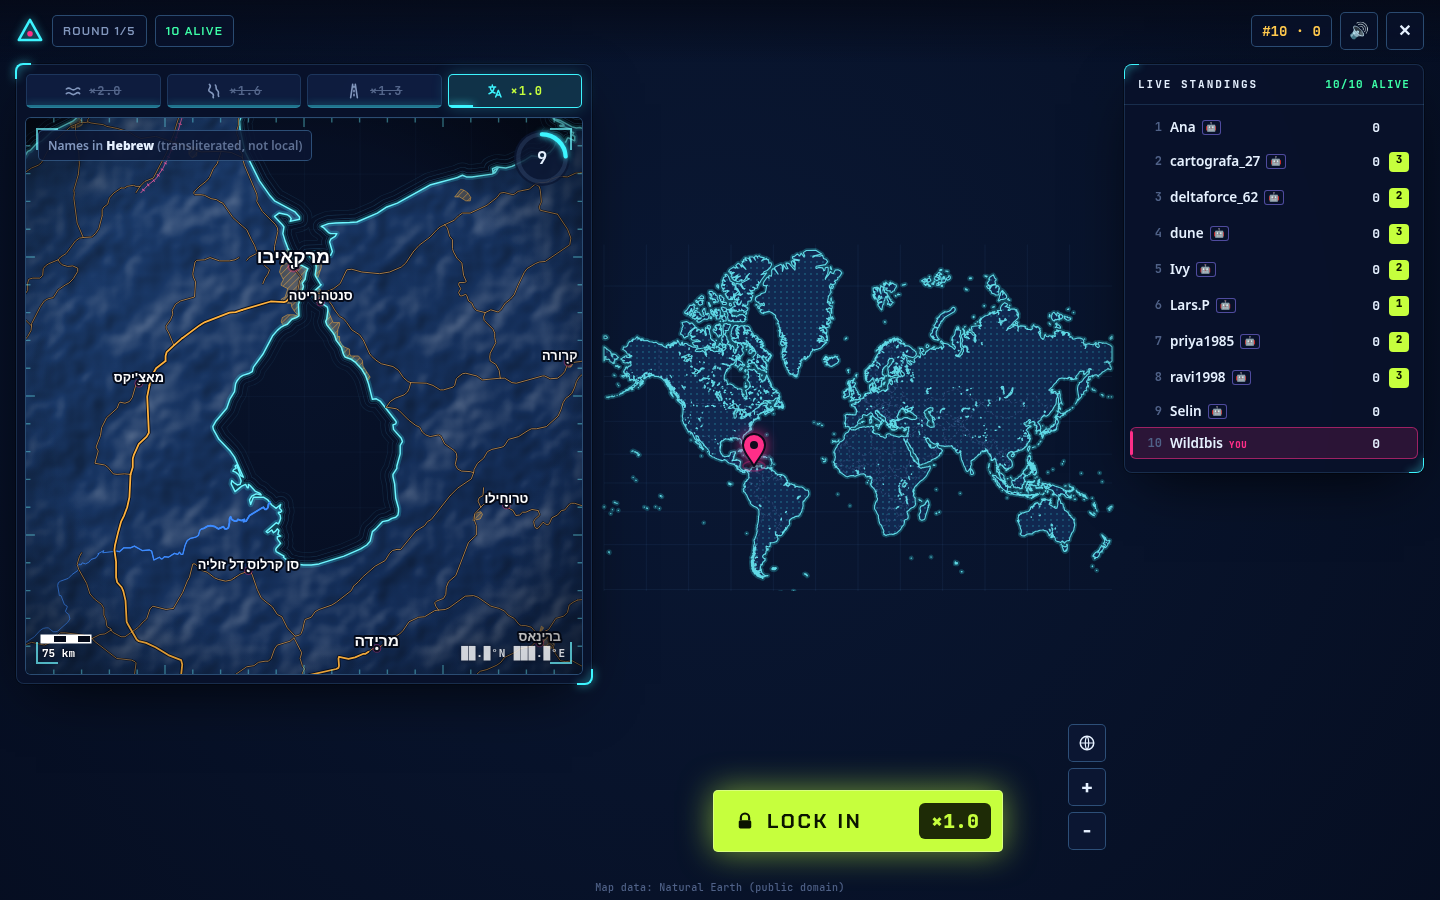 ROUND 1/5
10 ALIVE
#10 · 0
×2.0
×1.6
×1.3
×1.0
Names in Hebrew (transliterated, not local)
9
מרקאיבו
סנטה ריטה
קרורה
מאצ'יקס
טרוחילו
סן קרלוס דל זוליה
מרידה
ברינאס
75 km
°N
°E
LIVE STANDINGS
10/10 ALIVE
1 Ana 0
2 cartografa_27 0 3
3 deltaforce_62 0 2
4 dune 0 3
5 Ivy 0 2
6 Lars.P 0 1
7 priya1985 0 2
8 ravi1998 0 3
9 Selin 0
10 WildIbis YOU 0
LOCK IN ×1.0
+
-
Map data: Natural Earth (public domain)